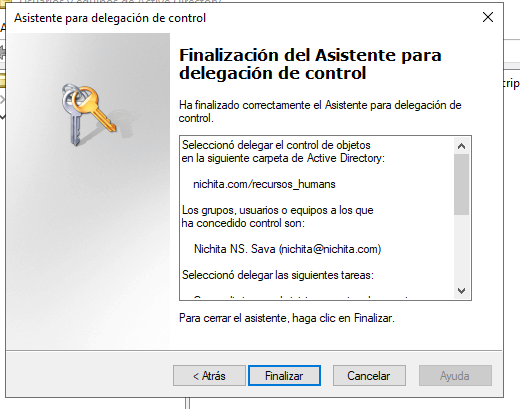 Asistente para delegación de control
Finalización del Asistente para
delegación de control
Ha finalizado correctamente el Asistente para delegación de
control.
Seleccionó delegar el control de objetos
en la siguiente carpeta de Active Directory:
nichita.com/recursos_humans
Los grupos, usuarios o equipos a los que
ha concedido control son:
Nichita NS. Sava (nichita@nichita.com)
Seleccionó delegar las siguientes tareas:
Para cerrar el asistente, haga clic en Finalizar.
< Atrás
Finalizar
Cancelar
Ayuda